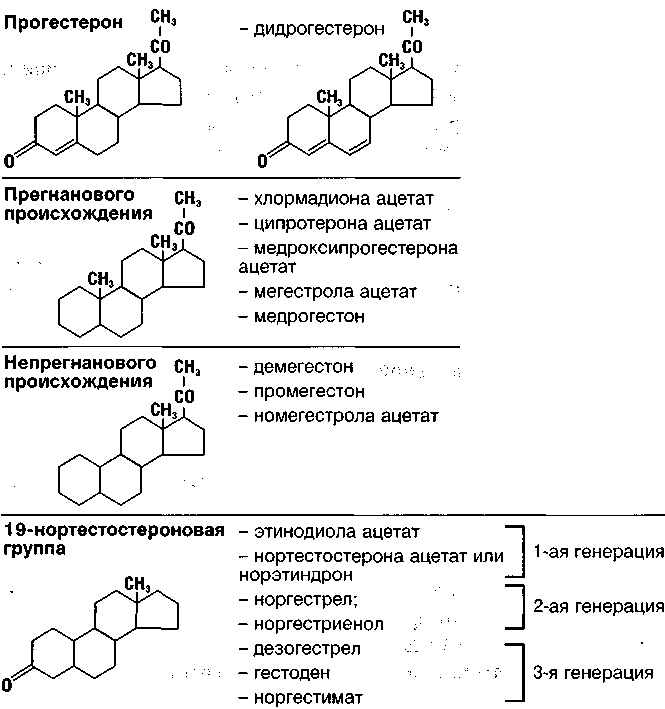 Прогестерон
CH₃
CO
CH₃
CH₃
O
– дидрогестерон
CH₃
CO
CH₃
CH₃
O
Прегнанового
происхождения
CH₃
CO
CH₃
CH₃
– хлормадиона ацетат
– ципротерона ацетат
– медроксипрогестерона
ацетат
– мегестрола ацетат
– медрогестон
Непрегнанового
происхождения
CH₃
CO
CH₃
– демегестон
– промегестон
– номегестрола ацетат
19-нортестостероновая
группа
CH₃
O
– этинодиола ацетат
– нортестостерона ацетат или
норэтиндрон
1-ая генерация
– норгестрел;
– норгестриенол
2-ая генерация
– дезогестрел
– гестоден
– норгестимат
3-я генерация